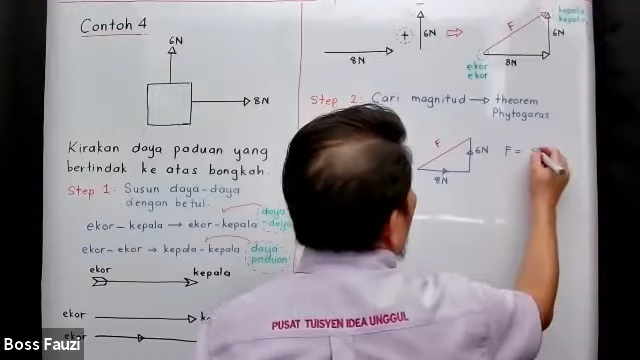 Contoh 4
6N
8N
Kirakan daya paduan yang
bertindak ke atas bongkah.
Step 1: Susun daya-daya
dengan betul.
ekor-kepala → ekor-kepala daya
-daya
ekor-ekor → kepala-kepala daya
paduan
ekor kepala
ekor
8N + 6N ⇒
F
6N
8N
kepala
kepala
ekor
ekor
Step 2: Cari magnitud → theorem
Phytogaras
F
6N
8N
F =
PUSAT TUISYEN IDEA UNGGUL
Boss Fauzi